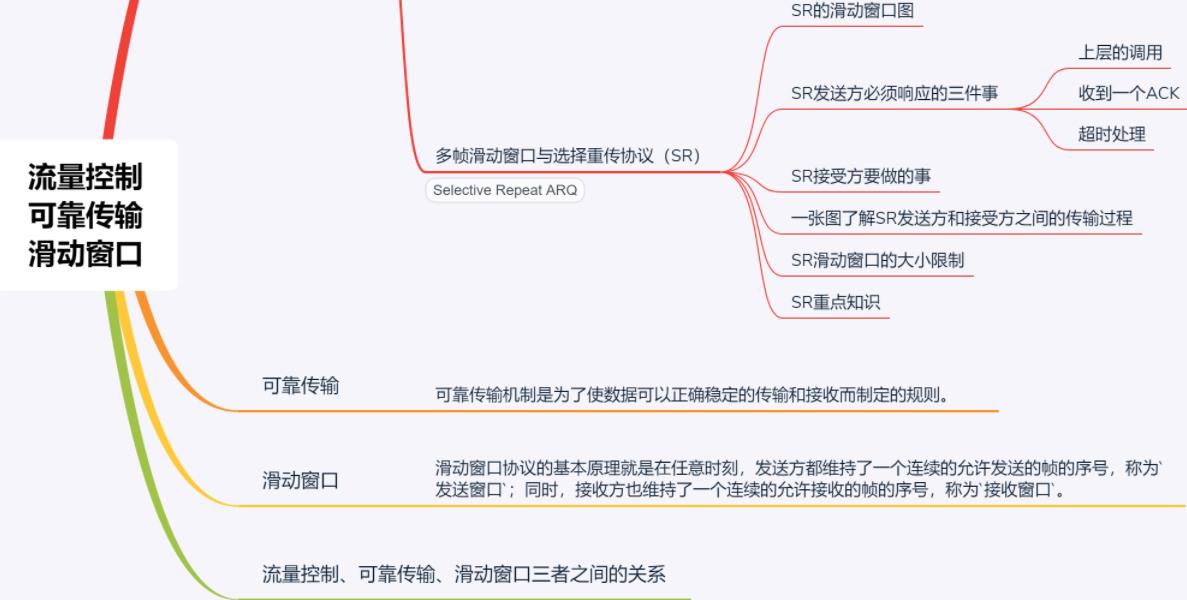 流量控制
可靠传输
滑动窗口
多帧滑动窗口与选择重传协议（SR）
Selective Repeat ARQ
SR的滑动窗口图
SR发送方必须响应的三件事
上层的调用
收到一个ACK
超时处理
SR接受方要做的事
一张图了解SR发送方和接受方之间的传输过程
SR滑动窗口的大小限制
SR重点知识
可靠传输
可靠传输机制是为了使数据可以正确稳定的传输和接收而制定的规则。
滑动窗口
滑动窗口协议的基本原理就是在任意时刻，发送方都维持了一个连续的允许发送的帧的序号，称为`
发送窗口`；同时，接收方也维持了一个连续的允许接收的帧的序号，称为`接收窗口`。
流量控制、可靠传输、滑动窗口三者之间的关系